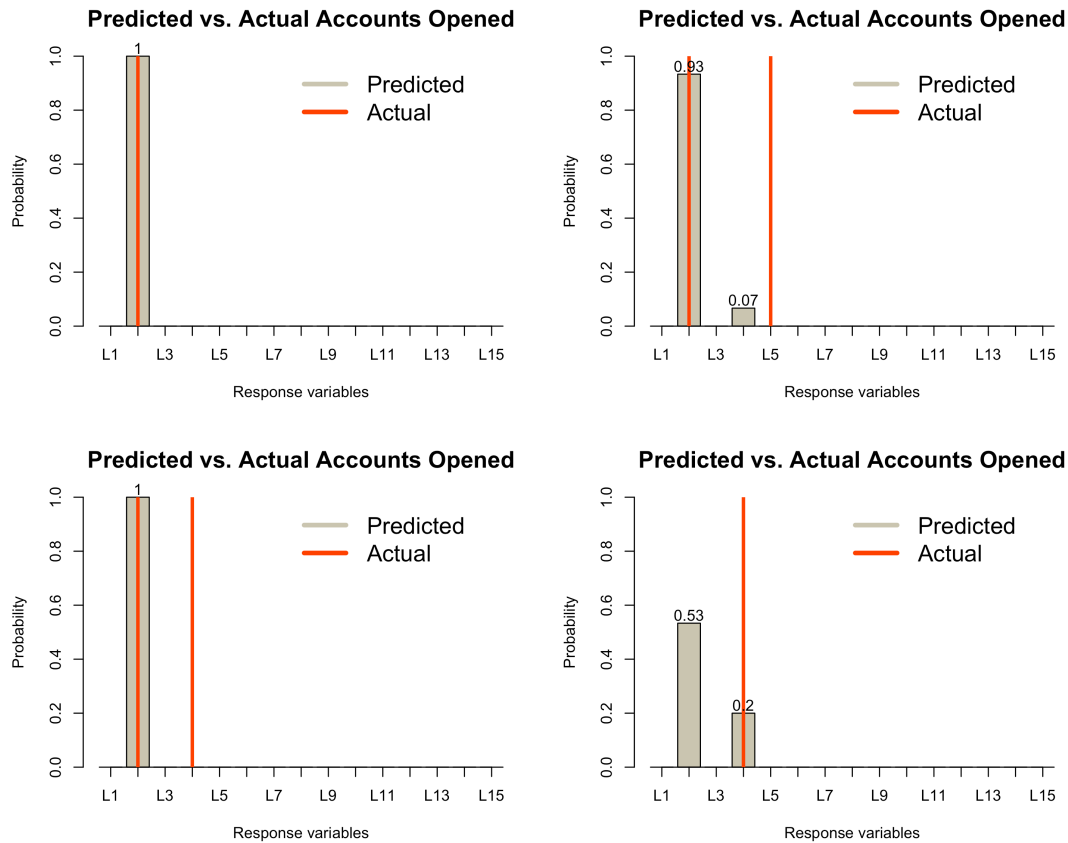 Predicted vs. Actual Accounts Opened
1
Predicted
Actual
Probability
0.0 0.2 0.4 0.6 0.8 1.0
L1 L3 L5 L7 L9 L11 L13 L15
Response variables
Predicted vs. Actual Accounts Opened
0.93
0.07
Predicted
Actual
Probability
0.0 0.2 0.4 0.6 0.8 1.0
L1 L3 L5 L7 L9 L11 L13 L15
Response variables
Predicted vs. Actual Accounts Opened
1
Predicted
Actual
Probability
0.0 0.2 0.4 0.6 0.8 1.0
L1 L3 L5 L7 L9 L11 L13 L15
Response variables
Predicted vs. Actual Accounts Opened
0.53
0.2
Predicted
Actual
Probability
0.0 0.2 0.4 0.6 0.8 1.0
L1 L3 L5 L7 L9 L11 L13 L15
Response variables